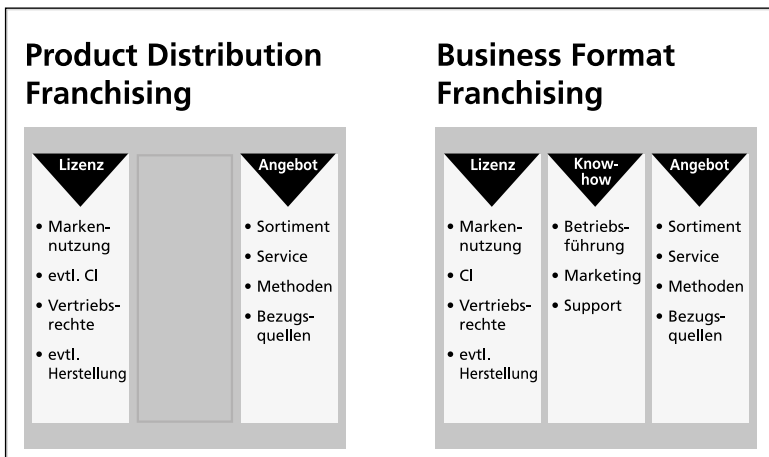 Product Distribution
Franchising
Lizenz
• Marken-
nutzung
• evtl. CI
• Vertriebs-
rechte
• evtl.
Herstellung
Angebot
• Sortiment
• Service
• Methoden
• Bezugs-
quellen
Business Format
Franchising
Lizenz
• Marken-
nutzung
• CI
• Vertriebs-
rechte
• evtl.
Herstellung
Know-
how
• Betriebs-
führung
• Marketing
• Support
Angebot
• Sortiment
• Service
• Methoden
• Bezugs-
quellen